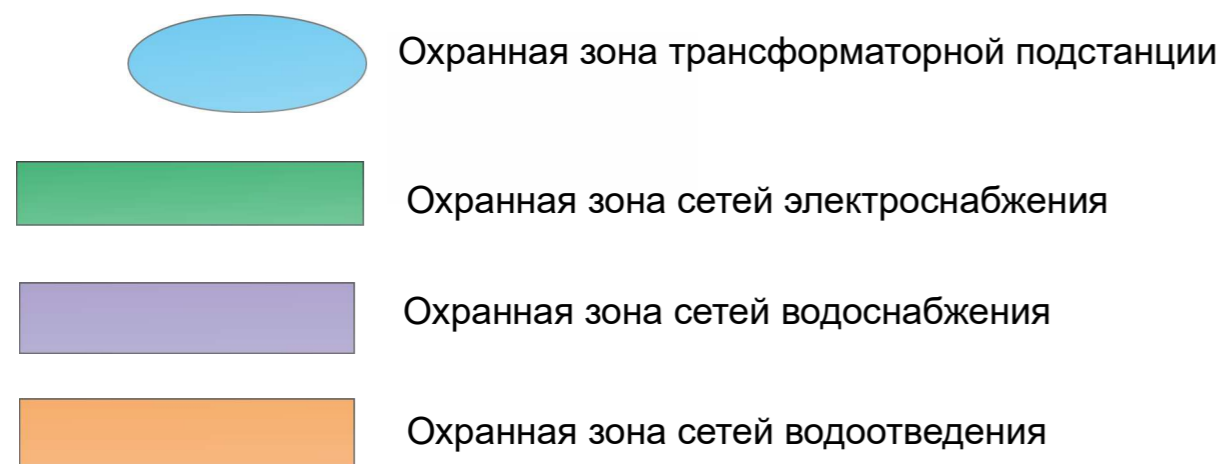 Охранная зона трансформаторной подстанции
Охранная зона сетей электроснабжения
Охранная зона сетей водоснабжения
Охранная зона сетей водоотведения